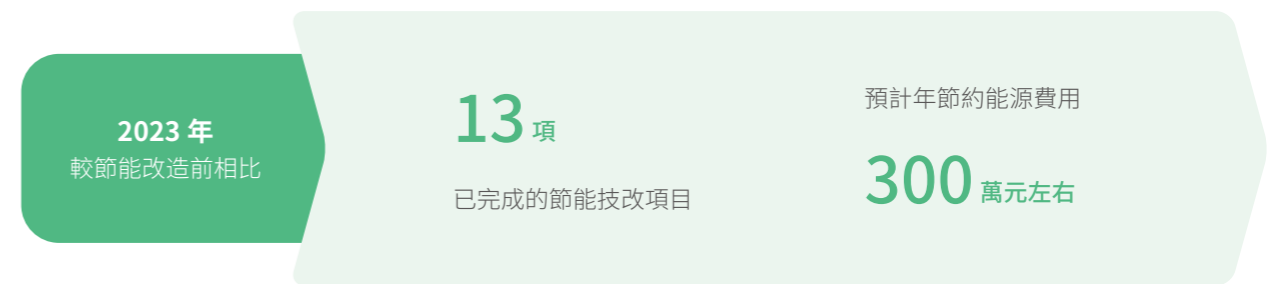 2023 年
較節能改造前相比
13 項
已完成的節能技改項目
預計年節約能源費用
300 萬元左右